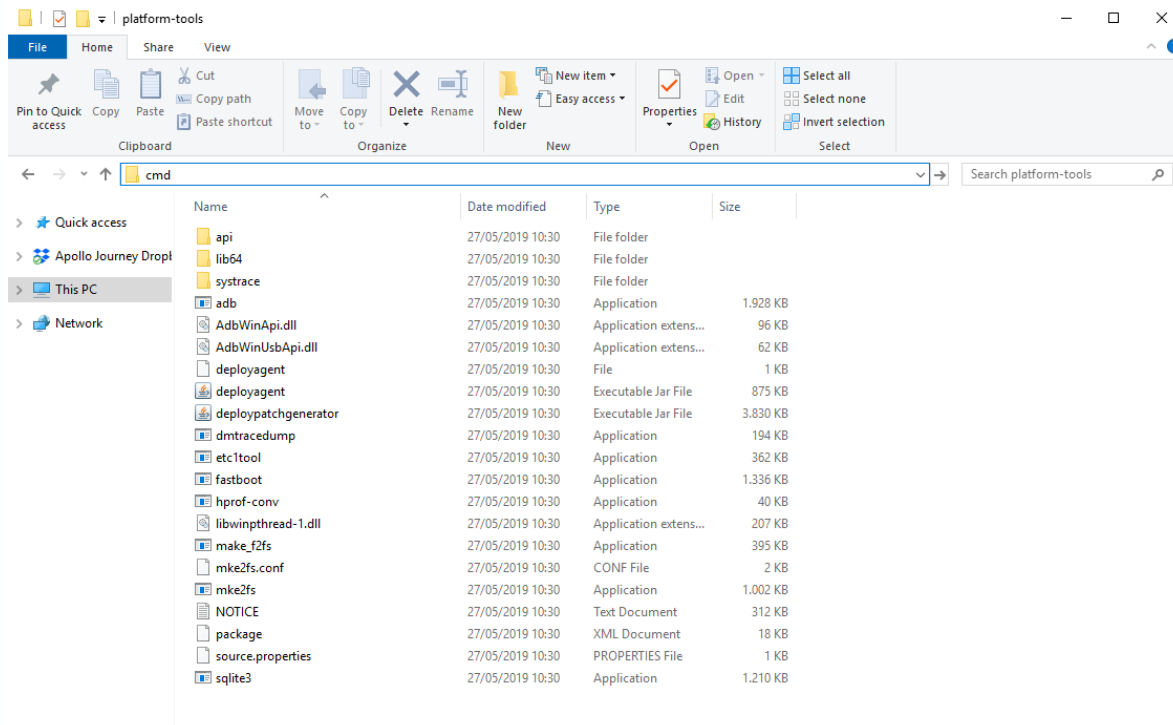 platform-tools
File Home Share View
Pin to Quick access
Copy
Paste
Cut
Copy path
Paste shortcut
Move to
Copy to
Delete
Rename
New folder
New item
Easy access
Properties
Open
Edit
History
Select all
Select none
Invert selection
Clipboard Organize New Open Select
cmd
Search platform-tools
Quick access
Apollo Journey Dropb
This PC
Network
Name Date modified Type Size
api 27/05/2019 10:30 File folder
lib64 27/05/2019 10:30 File folder
systrace 27/05/2019 10:30 File folder
adb 27/05/2019 10:30 Application 1.928 KB
AdbWinApi.dll 27/05/2019 10:30 Application extens... 96 KB
AdbWinUsbApi.dll 27/05/2019 10:30 Application extens... 62 KB
deployagent 27/05/2019 10:30 File 1 KB
deployagent 27/05/2019 10:30 Executable Jar File 875 KB
deploypatchgenerator 27/05/2019 10:30 Executable Jar File 3.830 KB
dmtracedump 27/05/2019 10:30 Application 194 KB
etc1tool 27/05/2019 10:30 Application 362 KB
fastboot 27/05/2019 10:30 Application 1.336 KB
hprof-conv 27/05/2019 10:30 Application 40 KB
libwinpthread-1.dll 27/05/2019 10:30 Application extens... 207 KB
make_f2fs 27/05/2019 10:30 Application 395 KB
mke2fs.conf 27/05/2019 10:30 CONF File 2 KB
mke2fs 27/05/2019 10:30 Application 1.002 KB
NOTICE 27/05/2019 10:30 Text Document 312 KB
package 27/05/2019 10:30 XML Document 18 KB
source.properties 27/05/2019 10:30 PROPERTIES File 1 KB
sqlite3 27/05/2019 10:30 Application 1.210 KB